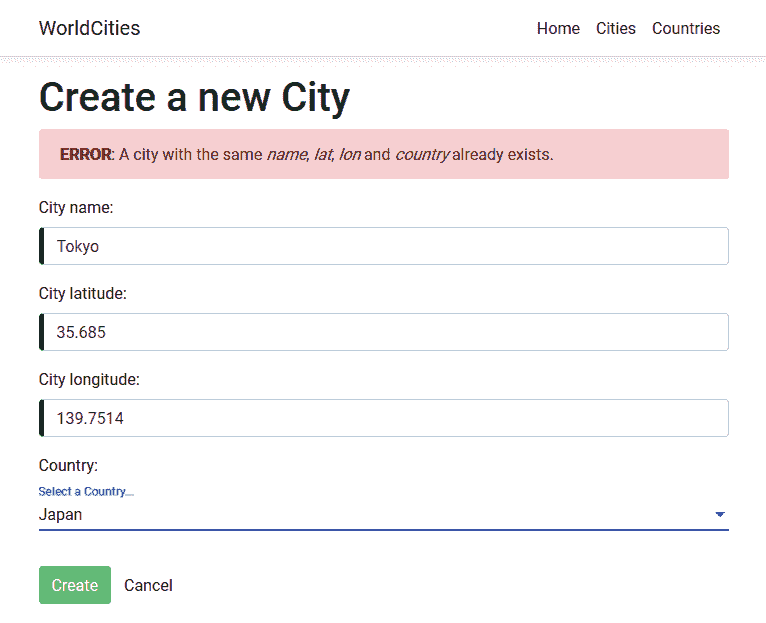 WorldCities Home Cities Countries
Create a new City
ERROR: A city with the same name, lat, lon and country already exists.
City name:
Tokyo
City latitude:
35.685
City longitude:
139.7514
Country:
Select a Country...
Japan
Create Cancel